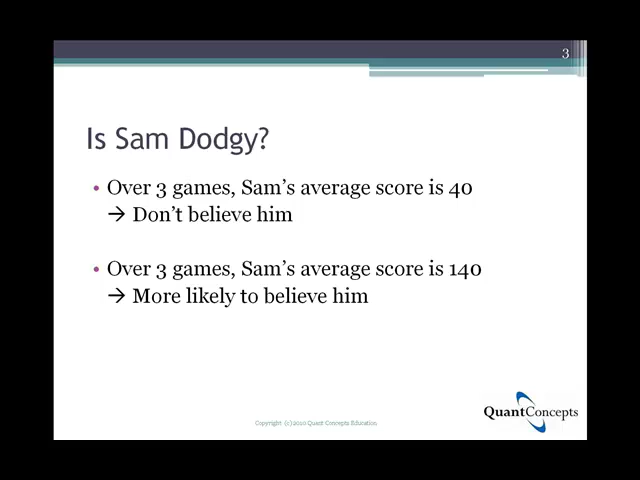 3
Is Sam Dodgy?
• Over 3 games, Sam's average score is 40
→ Don't believe him
• Over 3 games, Sam's average score is 140
→ More likely to believe him
QuantConcepts
Copyright (c) 2010 Quant Concepts Education